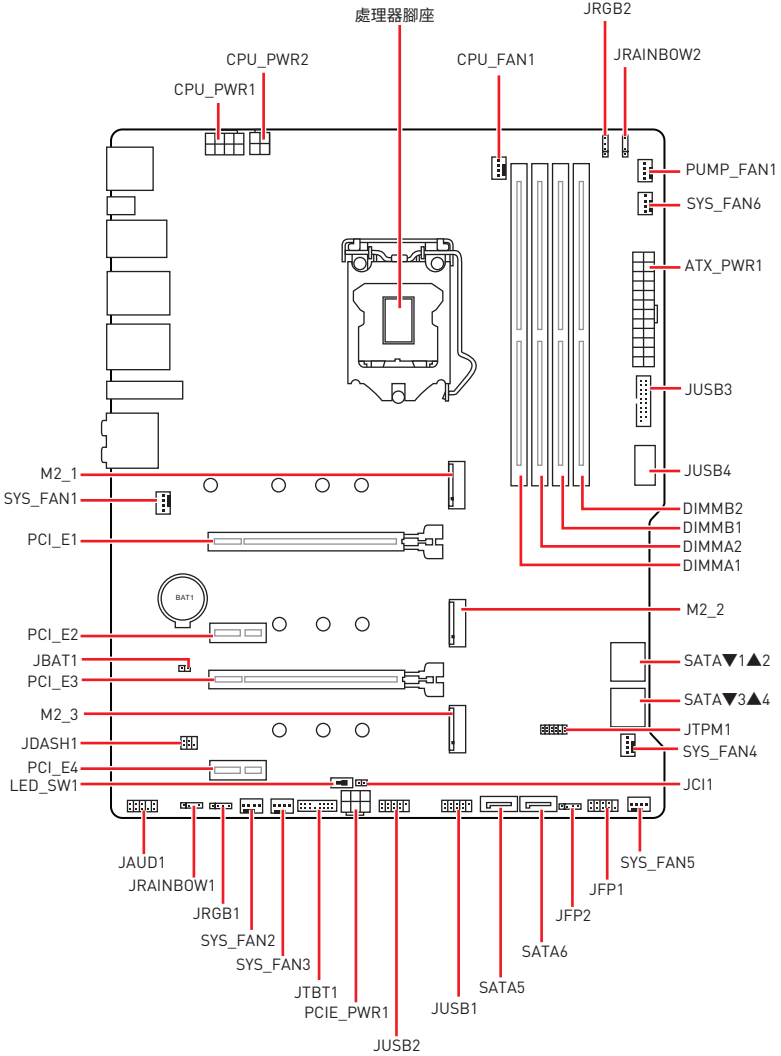 處理器腳座
JRGB2
CPU_PWR2
CPU_FAN1
JRAINBOW2
CPU_PWR1
PUMP_FAN1
SYS_FAN6
ATX_PWR1
JUSB3
M2_1
JUSB4
SYS_FAN1
DIMMB2
DIMMB1
PCI_E1
DIMMA2
DIMMA1
BAT1
M2_2
PCI_E2
JBAT1
SATA▼1▲2
PCI_E3
SATA▼3▲4
M2_3
JTPM1
JDASH1
SYS_FAN4
PCI_E4
LED_SW1
JCI1
JAUD1
SYS_FAN5
JRAINBOW1
JFP1
JRGB1
JFP2
SYS_FAN2
SATA6
SYS_FAN3
SATA5
JTBT1
JUSB1
PCIE_PWR1
JUSB2